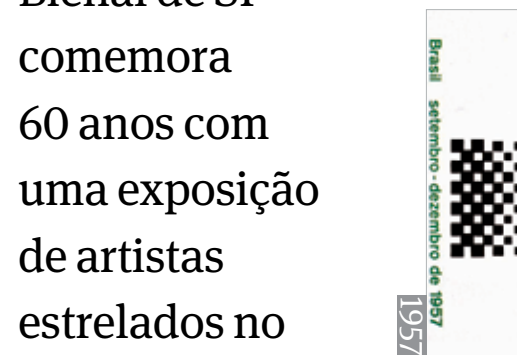 comemora
60 anos com
uma exposição
de artistas
estrelados no
Brasil setembro - dezembro de 1957
1957